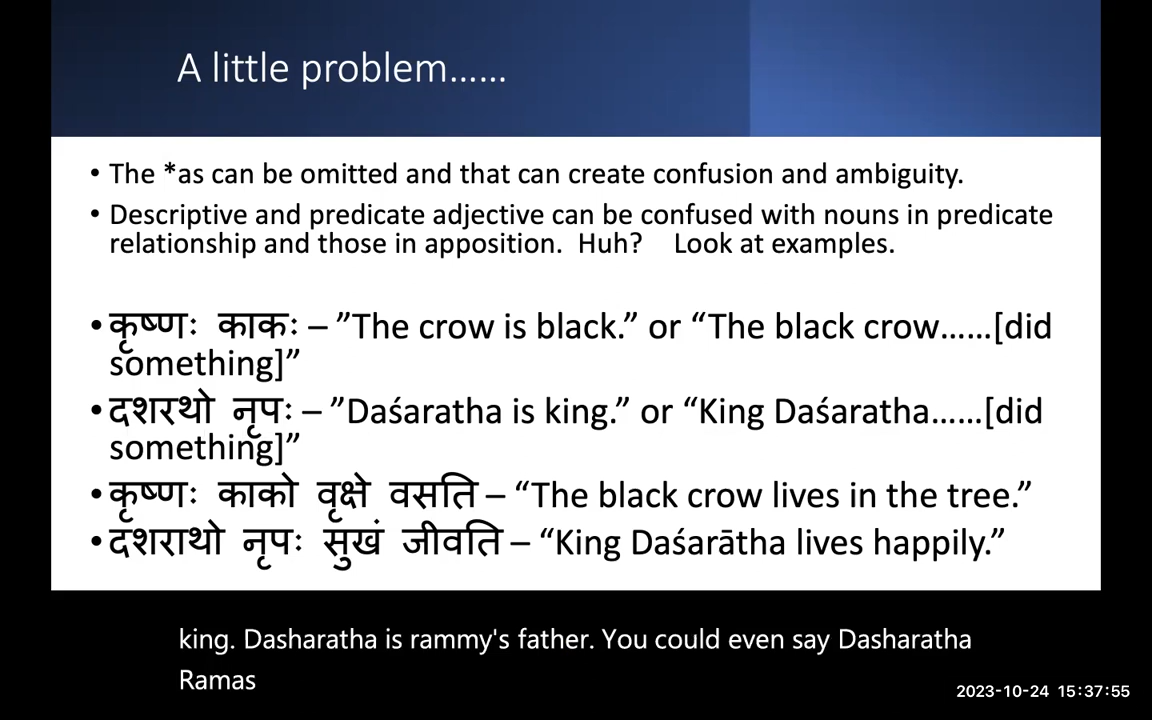 A little problem……
• The *as can be omitted and that can create confusion and ambiguity.
• Descriptive and predicate adjective can be confused with nouns in predicate
relationship and those in apposition.  Huh?    Look at examples.
• कृष्णः काकः – ”The crow is black.” or “The black crow……[did
something]”
• दशरथो नृपः – ”Daśaratha is king.” or “King Daśaratha……[did
something]”
• कृष्णः काको वृक्षे वसति – “The black crow lives in the tree.”
• दशराथो नृपः सुखं जीवति – “King Daśarātha lives happily.”
king. Dasharatha is rammy's father. You could even say Dasharatha
Ramas
2023-10-24 15:37:55